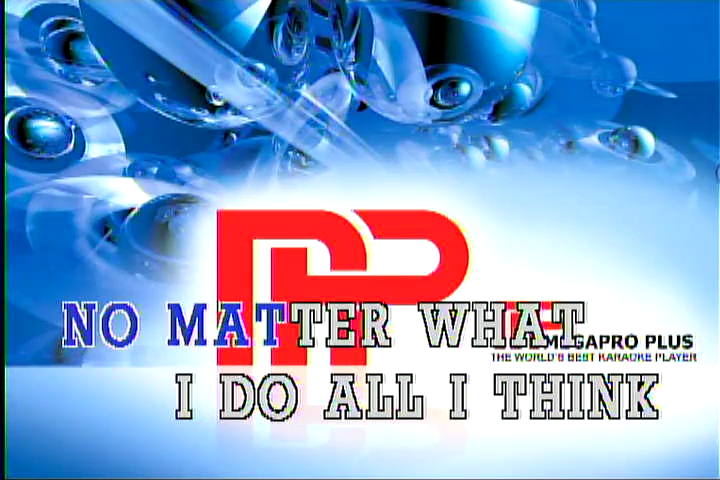 NO MATTER WHAT
MEGAPRO PLUS
THE WORLD'S BEST KARAOKE PLAYER
I DO ALL I THINK